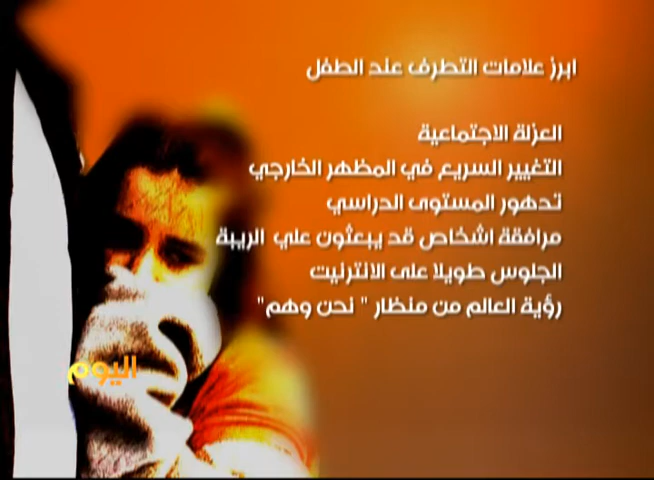 ابرز علامات التطرف عند الطفل
العزلة الاجتماعية
التغيير السريع في المظهر الخارجي
تدهور المستوى الدراسي
مرافقة اشخاص قد يبعثون علي الريبة
الجلوس طويلا على الانترنيت
رؤية العالم من منظار " نحن وهم"
اليوم